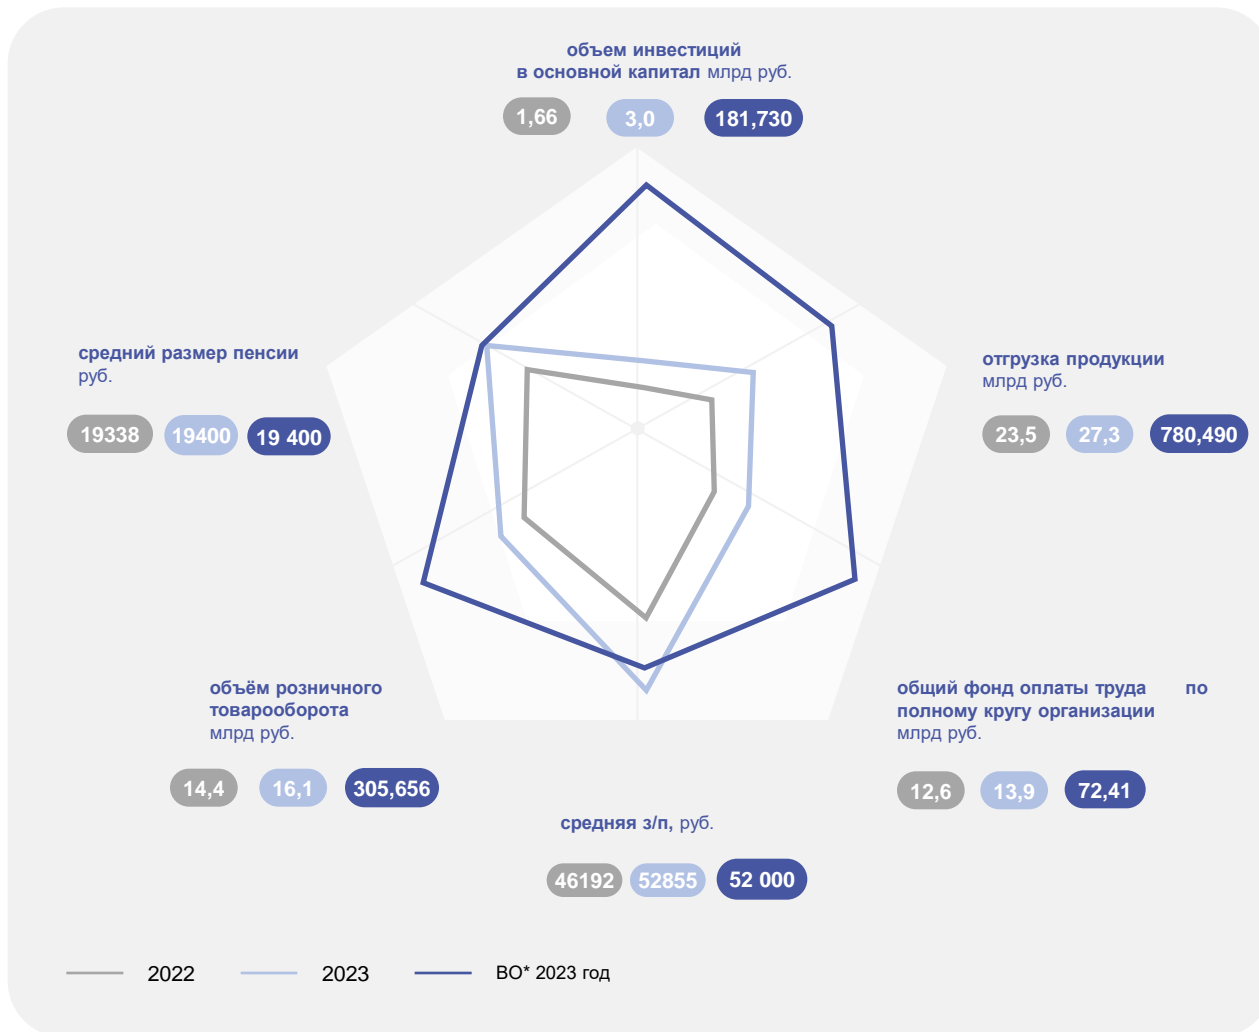 объем инвестиций
в основной капитал млрд руб.
1,66 3,0 181,730
средний размер пенсии
руб.
19338 19400 19 400
отгрузка продукции
млрд руб.
23,5 27,3 780,490
объём розничного
товарооборота
млрд руб.
14,4 16,1 305,656
общий фонд оплаты труда по
полному кругу организации
млрд руб.
12,6 13,9 72,41
средняя з/п, руб.
46192 52855 52 000
2022 2023 ВО* 2023 год